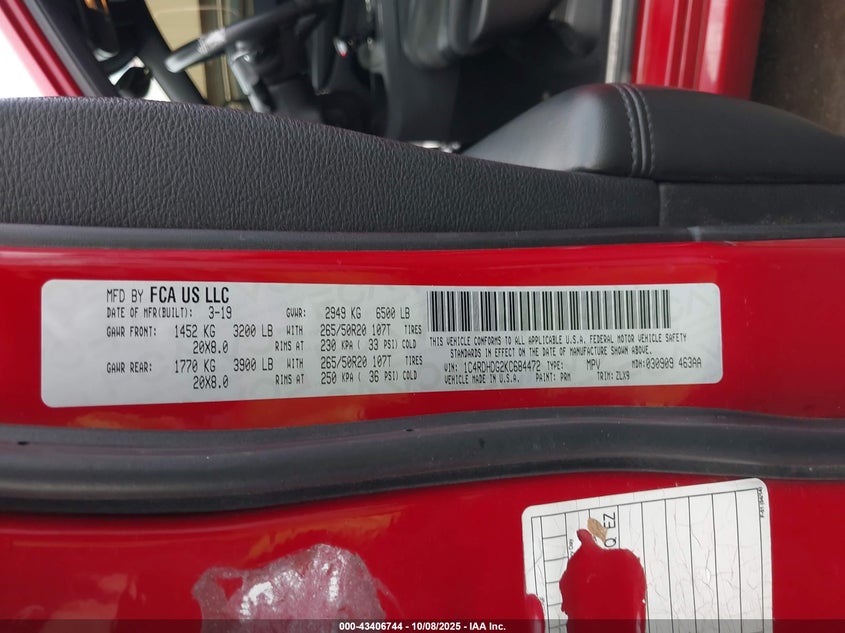 MFD BY FCA US LLC
DATE OF MFR(BUILT): 3-19 GVWR: 2949 KG 6500 LB
GAWR FRONT: 1452 KG 3200 LB WITH 265/50R20 107T TIRES
20X8.0 RIMS AT 230 KPA ( 33 PSI) COLD
GAWR REAR: 1770 KG 3900 LB WITH 265/50R20 107T TIRES
20X8.0 RIMS AT 250 KPA ( 36 PSI) COLD
THIS VEHICLE CONFORMS TO ALL APPLICABLE U.S.A. FEDERAL MOTOR VEHICLE SAFETY
STANDARDS IN EFFECT ON THE DATE OF MANUFACTURE SHOWN ABOVE.
VIN: 1C4RDHDG2KC684472 TYPE: MPV MDH:030909 463AA
VEHICLE MADE IN U.S.A. PAINT: PRM TRIM: ZLX9
Q EZ
000-43406744 - 10/08/2025 - IAA Inc.